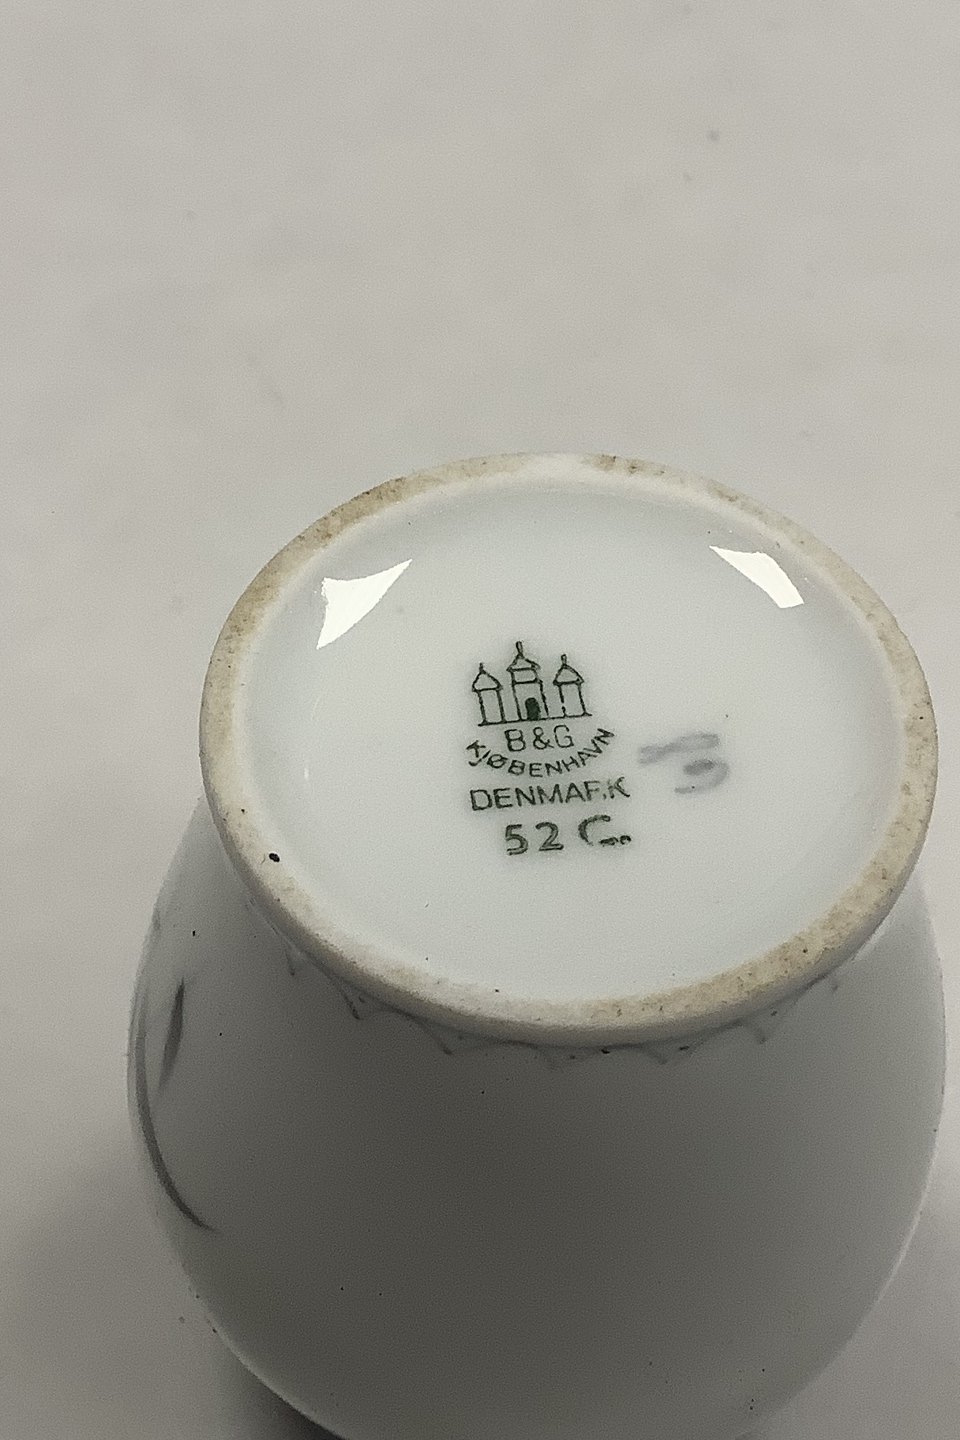 B&G
KJØBENHAVN
DENMARK
52 C.